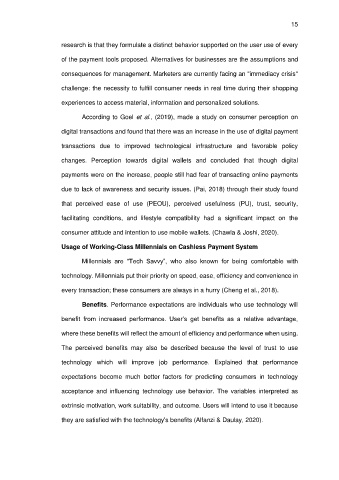 15
research is that they formulate a distinct behavior supported on the user use of every
of the payment tools proposed. Alternatives for businesses are the assumptions and
consequences for management. Marketers are currently facing an "immediacy crisis"
challenge: the necessity to fulfill consumer needs in real time during their shopping
experiences to access material, information and personalized solutions.
According to Goel et al., (2019), made a study on consumer perception on
digital transactions and found that there was an increase in the use of digital payment
transactions due to improved technological infrastructure and favorable policy
changes. Perception towards digital wallets and concluded that though digital
payments were on the increase, people still had fear of transacting online payments
due to lack of awareness and security issues. (Pai, 2018) through their study found
that perceived ease of use (PEOU), perceived usefulness (PU), trust, security,
facilitating conditions, and lifestyle compatibility had a significant impact on the
consumer attitude and intention to use mobile wallets. (Chawla & Joshi, 2020).
Usage of Working-Class Millennials on Cashless Payment System
Millennials are "Tech Savvy", who also known for being comfortable with
technology. Millennials put their priority on speed, ease, efficiency and convenience in
every transaction; these consumers are always in a hurry (Cheng et al., 2018).
Benefits. Performance expectations are individuals who use technology will
benefit from increased performance. User's get benefits as a relative advantage,
where these benefits will reflect the amount of efficiency and performance when using.
The perceived benefits may also be described because the level of trust to use
technology which will improve job performance. Explained that performance
expectations become much better factors for predicting consumers in technology
acceptance and influencing technology use behavior. The variables interpreted as
extrinsic motivation, work suitability, and outcome. Users will intend to use it because
they are satisfied with the technology's benefits (Alfanzi & Daulay, 2020).